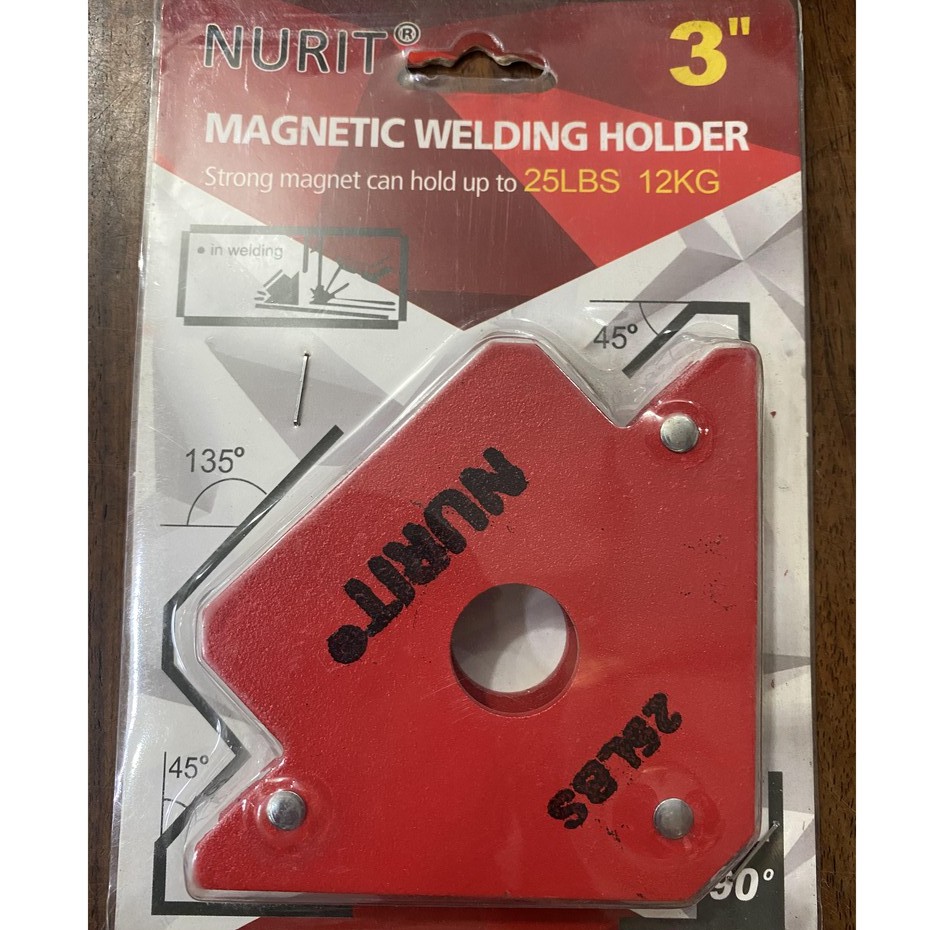 NURIT® 3"
MAGNETIC WELDING HOLDER
Strong magnet can hold up to 25LBS 12KG
• in welding
45°
135°
NURIT®
25LBS
45°
90°